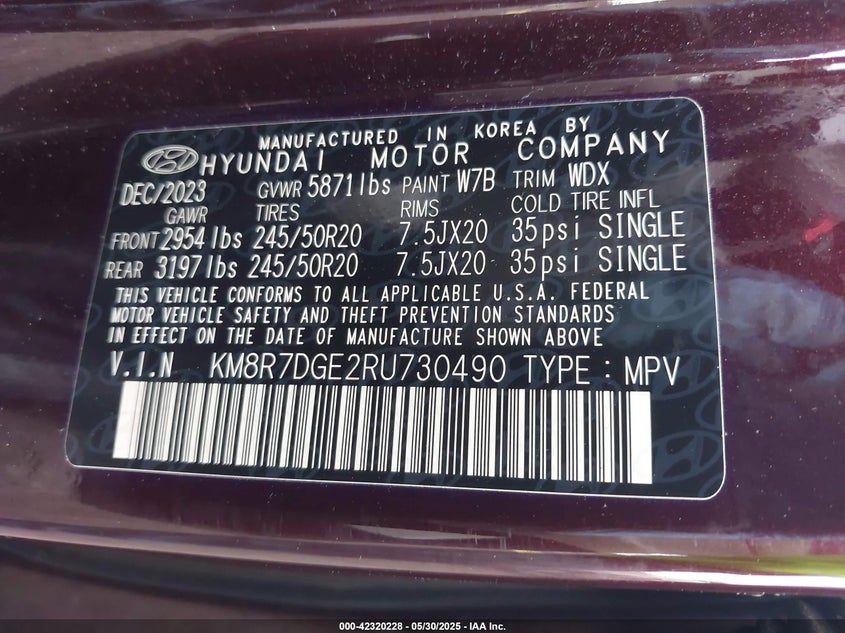 MANUFACTURED IN KOREA BY
HYUNDAI MOTOR COMPANY
DEC/2023 GVWR 5871lbs PAINT W7B TRIM WDX
GAWR TIRES RIMS COLD TIRE INFL
FRONT 2954lbs 245/50R20 7.5JX20 35psi SINGLE
REAR 3197lbs 245/50R20 7.5JX20 35psi SINGLE
THIS VEHICLE CONFORMS TO ALL APPLICABLE U.S.A. FEDERAL
MOTOR VEHICLE SAFETY AND THEFT PREVENTION STANDARDS
IN EFFECT ON THE DATE OF MANUFACTURE SHOWN ABOVE
V.I.N KM8R7DGE2RU730490 TYPE : MPV
000-42320228 - 05/30/2025 - IAA Inc.